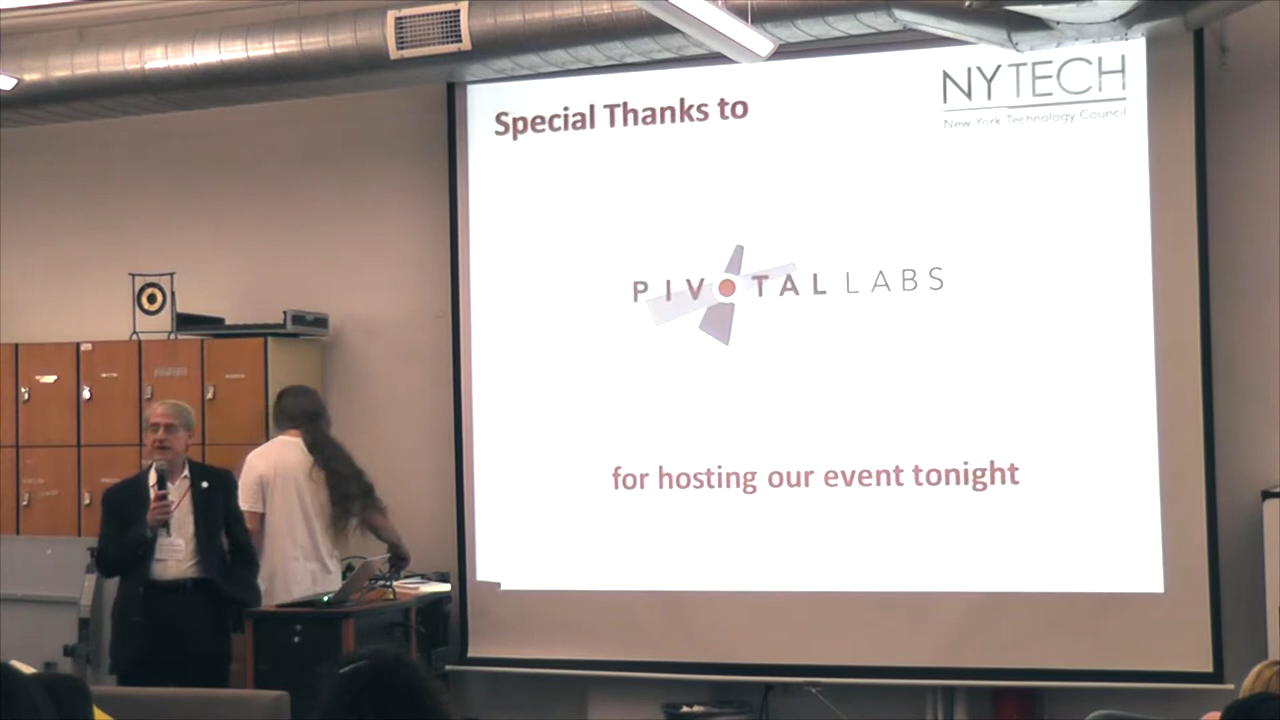 Special Thanks to
NYTECH
New York Technology Council
PIVOTAL LABS
for hosting our event tonight